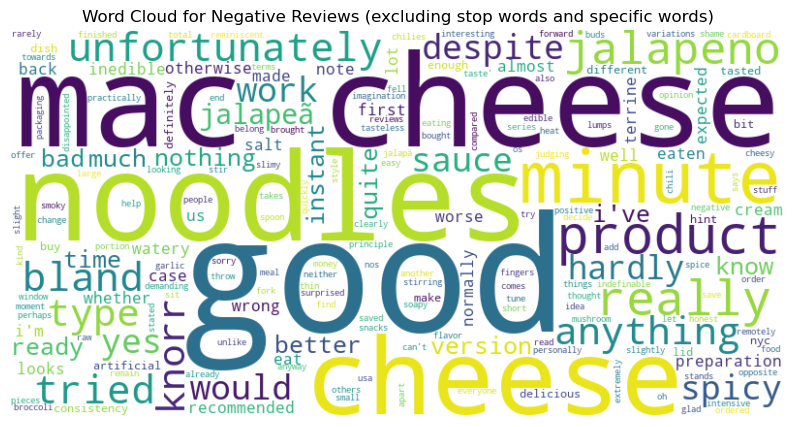 Word Cloud for Negative Reviews (excluding stop words and specific words)
rarely finished total reminiscent chilies interesting forward buds variations shame cardboard
unfortunately despite jalapeno
towards dish terms taste also different opinion
back inedible otherwise made note lot enough almost tasted
mac cheese
packaging disappointed practically definitely work end imagination fell edible terrine expected gone bit
jalapeã belong brought reviews tasteless eating bought series heat lumps first compared us cheesy
offer bad much nothing salt instant quite sauce well eaten judging chili says stuff
looking stir slimy style easy jalapã
noodles minute
large us quickly clearly worse decide negative cream
slight smoky change help people takes spoon positive i've hint
kind buy portion watery principle try add product
bland time case garlic sorry money nos fingers hardly spice know
window demanding throw meal neither another stirring comes things indefinable order
moment whether sit fork thin surprised find normally tune thought save
perhaps type yes knorr wrong good make idea really
i'm stated saved soapy short mushroom let honest remotely
ready raw unlike better snacks flavor version anything nyc food
looks artificial already eat can't read personally slightly lid preparation opposite
pieces remain tried would anyway usa cheese delicious extremely stands spicy
broccoli consistency recommended others small apart everyone oh glad ordered intensive